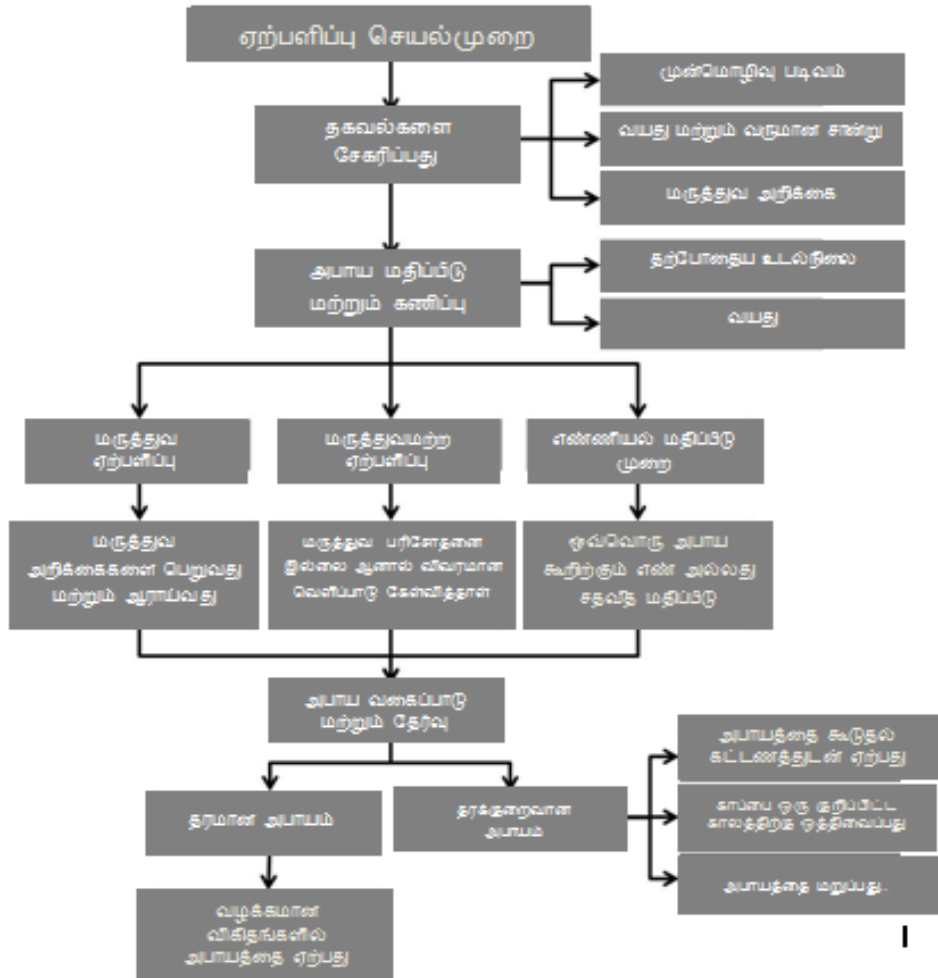 ஏற்பளிப்பு செயல்முறை
தகவல்களை
சேகரிப்பது
முன்மொழிவு படிவம்
வயது மற்றும் வருமான சான்று
மருத்துவ அறிக்கை
அபாய மதிப்பீடு
மற்றும் கணிப்பு
தற்போதைய உடல்நிலை
வயது
மருத்துவ
ஏற்பளிப்பு
மருத்துவமற்ற
ஏற்பளிப்பு
எண்ணியல் மதிப்பீடு
முறை
மருத்துவ
அறிக்கைகளை பெறுவது
மற்றும் ஆராய்வது
மருத்துவ பரிசோதனை
இல்லை ஆனால் விவரமான
வெளிப்பாடு கேள்வித்தாள்
ஒவ்வொரு அபாய
கூறிற்கும் எண் அல்லது
சதவீத மதிப்பீடு
அபாய வகைப்பாடு
மற்றும் தேர்வு
தரமான அபாயம்
தரக்குறைவான
அபாயம்
அபாயத்தை கூடுதல்
கட்டணத்துடன் ஏற்பது
காப்பை ஒரு குறிப்பிட்ட
காலத்திற்கு ஒத்திவைப்பது
அபாயத்தை மறுப்பது..
வழக்கமான
விகிதங்களில்
அபாயத்தை ஏற்பது